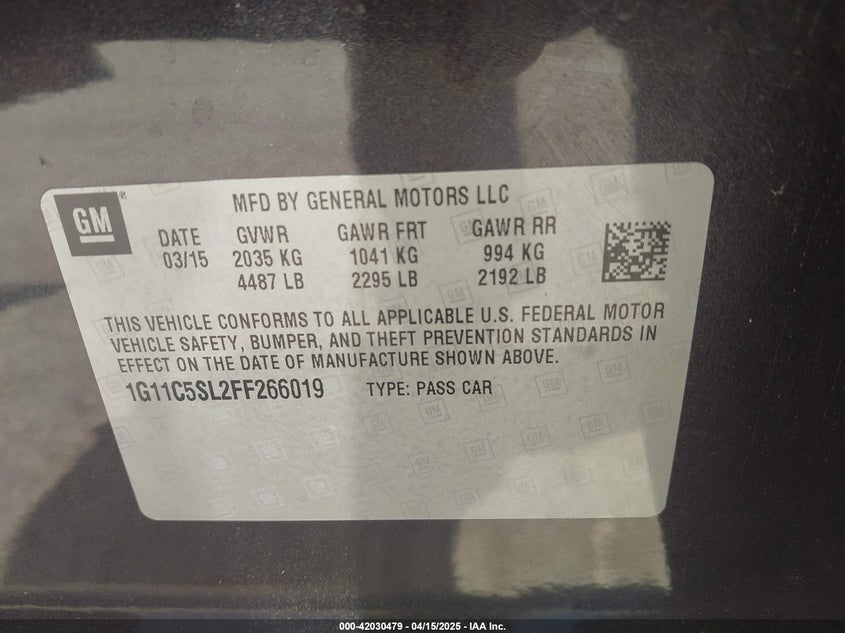 GM
MFD BY GENERAL MOTORS LLC
DATE GVWR GAWR FRT GAWR RR
03/15 2035 KG 1041 KG 994 KG
4487 LB 2295 LB 2192 LB
THIS VEHICLE CONFORMS TO ALL APPLICABLE U.S. FEDERAL MOTOR
VEHICLE SAFETY, BUMPER, AND THEFT PREVENTION STANDARDS IN
EFFECT ON THE DATE OF MANUFACTURE SHOWN ABOVE.
1G11C5SL2FF266019 TYPE: PASS CAR
000-42030479 - 04/15/2025 - IAA Inc.